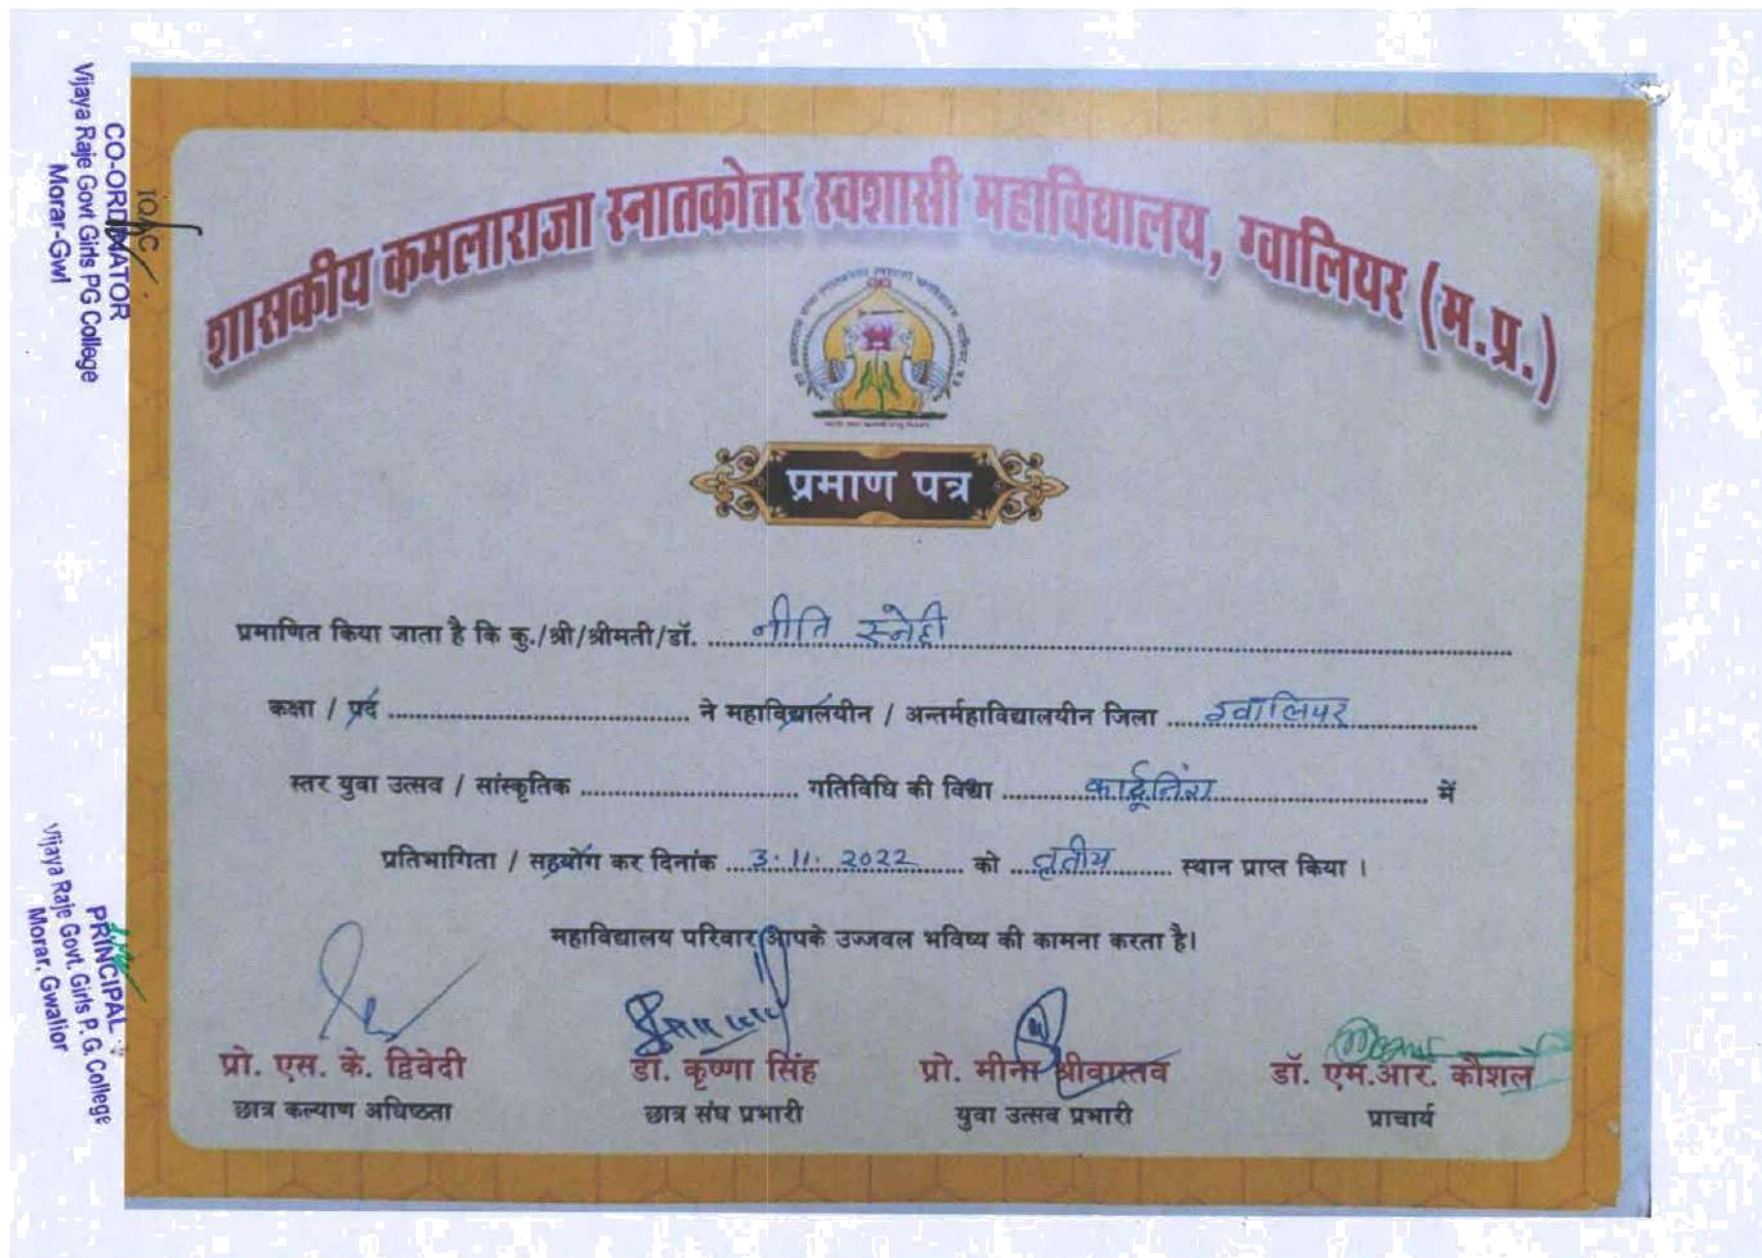 शासकीय कमलाराजा स्नातकोत्तर स्वशासी महाविद्यालय, ग्वालियर (म.प्र.)
प्रमाण पत्र
प्रमाणित किया जाता है कि कु./श्री/श्रीमती/डॉ. नीति स्नेही
कक्षा / पद ने महाविद्यालयीन / अन्तर्महाविद्यालयीन जिला ग्वालियर
स्तर युवा उत्सव / सांस्कृतिक गतिविधि की विधा कार्टूनिंग में
प्रतिभागिता / सहयोग कर दिनांक 3.11.2022 को तृतीय स्थान प्राप्त किया ।
महाविद्यालय परिवार आपके उज्जवल भविष्य की कामना करता है।
प्रो. एस. के. द्विवेदी डॉ. कृष्णा सिंह प्रो. मीना श्रीवास्तव डॉ. एम.आर. कौशल
छात्र कल्याण अधिष्ठता छात्र संघ प्रभारी युवा उत्सव प्रभारी प्राचार्य
IQAC
CO-ORDINATOR
Vijaya Raje Govt Girls PG College
Morar-Gwl
PRINCIPAL
Vijaya Raje Govt. Girls P. G. College
Morar, Gwalior